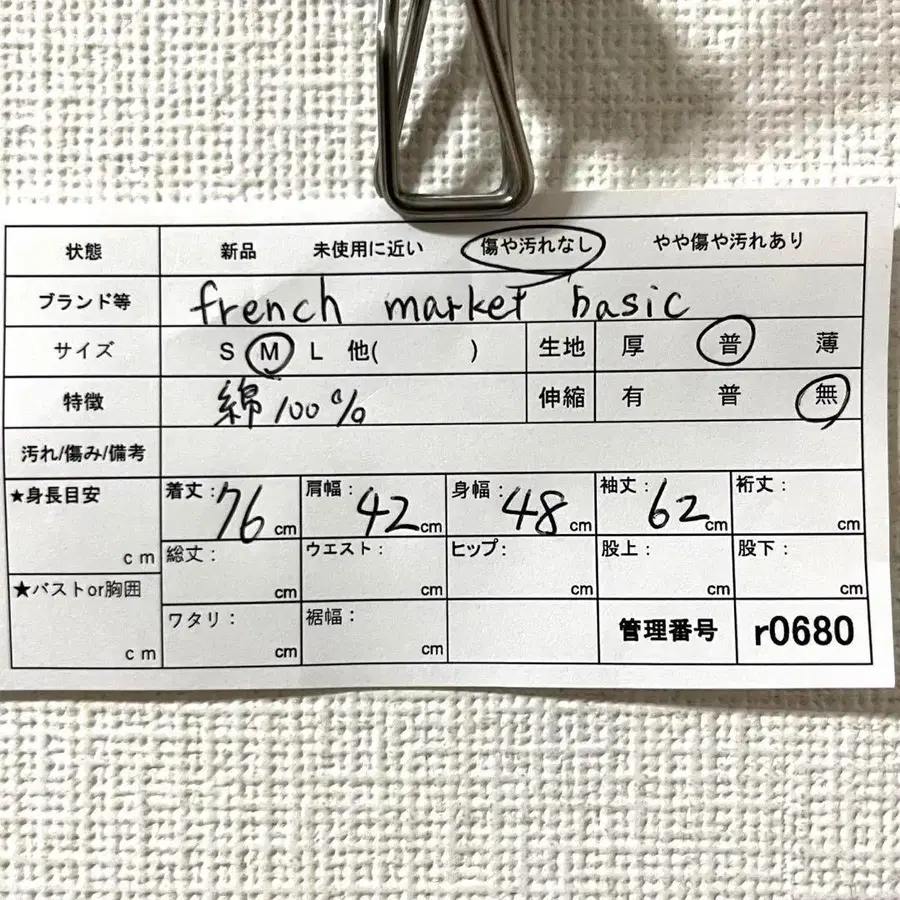 状態 新品 未使用に近い 傷や汚れなし やや傷や汚れあり
ブランド等 french market basic
サイズ S M L 他( ) 生地 厚 普 薄
特徴 綿100% 伸縮 有 普 無
汚れ/傷み/備考
★身長目安 cm 着丈:76cm 肩幅:42cm 身幅:48cm 袖丈:62cm 裄丈:cm
総丈:cm ウエスト:cm ヒップ:cm 股上:cm 股下:cm
★バストor胸囲 cm ワタリ:cm 裾幅:cm 管理番号 r0680